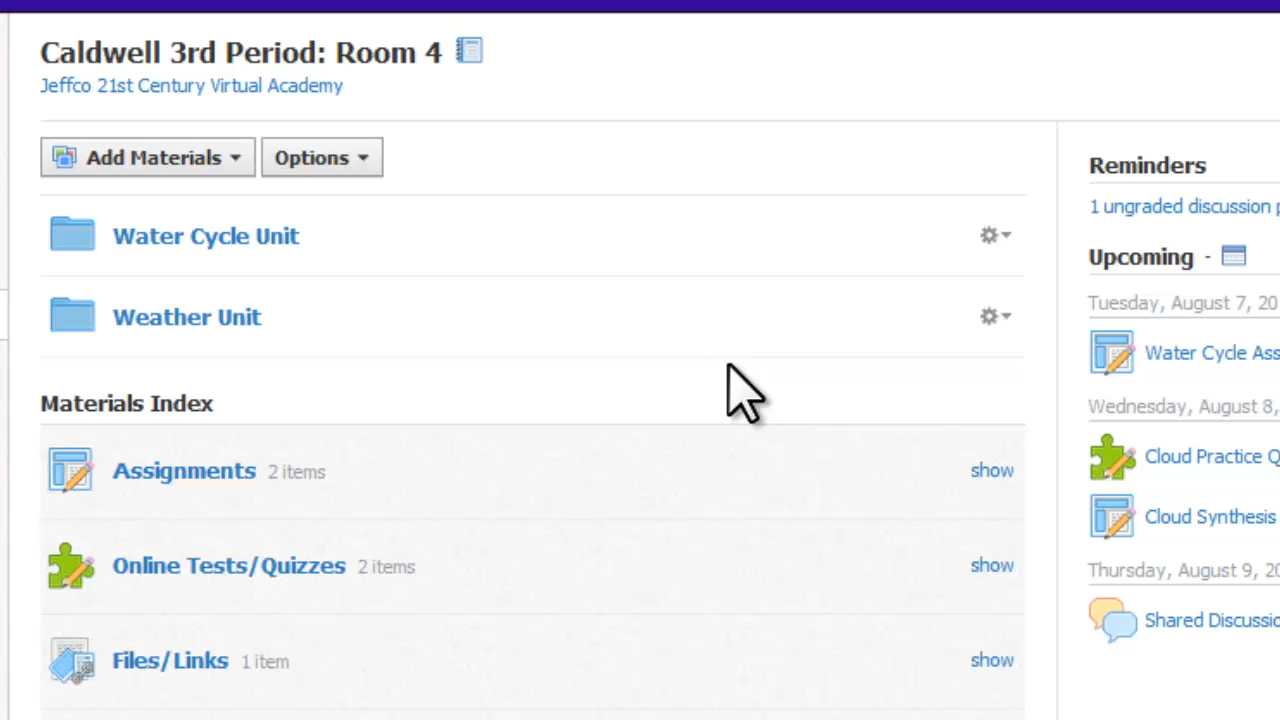 Caldwell 3rd Period: Room 4
Jeffco 21st Century Virtual Academy
Add Materials
Options
Water Cycle Unit
Weather Unit
Materials Index
Assignments 2 items show
Online Tests/Quizzes 2 items show
Files/Links 1 item show
Reminders
1 ungraded discussion
Upcoming -
Tuesday, August 7, 20
Water Cycle Ass
Wednesday, August 8,
Cloud Practice Q
Cloud Synthesis
Thursday, August 9, 20
Shared Discussio